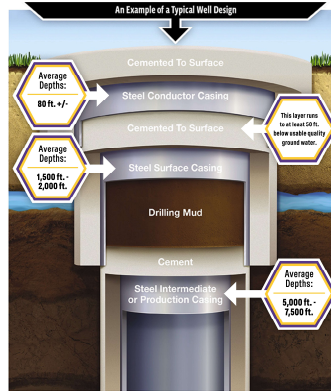 An Example of a Typical Well Design
Cemented To Surface
Average
Depths:
80 ft. +/-
Steel Conductor Casing
Cemented To Surface
This layer runs
to at least 50 ft.
below usable quality
ground water.
Average
Depths:
1,500 ft. -
2,000 ft.
Steel Surface Casing
Drilling Mud
Cement
Steel Intermediate
or Production Casing
Average
Depths:
5,000 ft. -
7,500 ft.